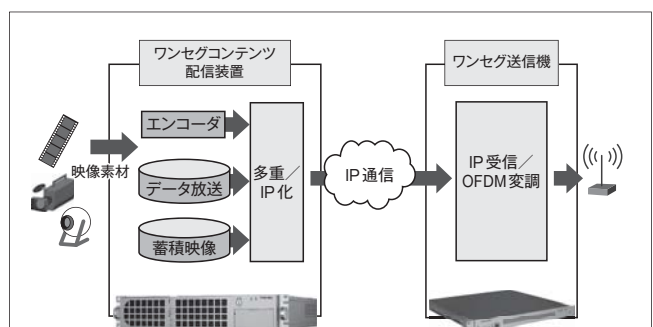 ワンセグコンテンツ
配信装置
ワンセグ送信機
エンコーダ
映像素材
データ放送
蓄積映像
多重／
IP化
IP通信
IP受信／
OFDM変調